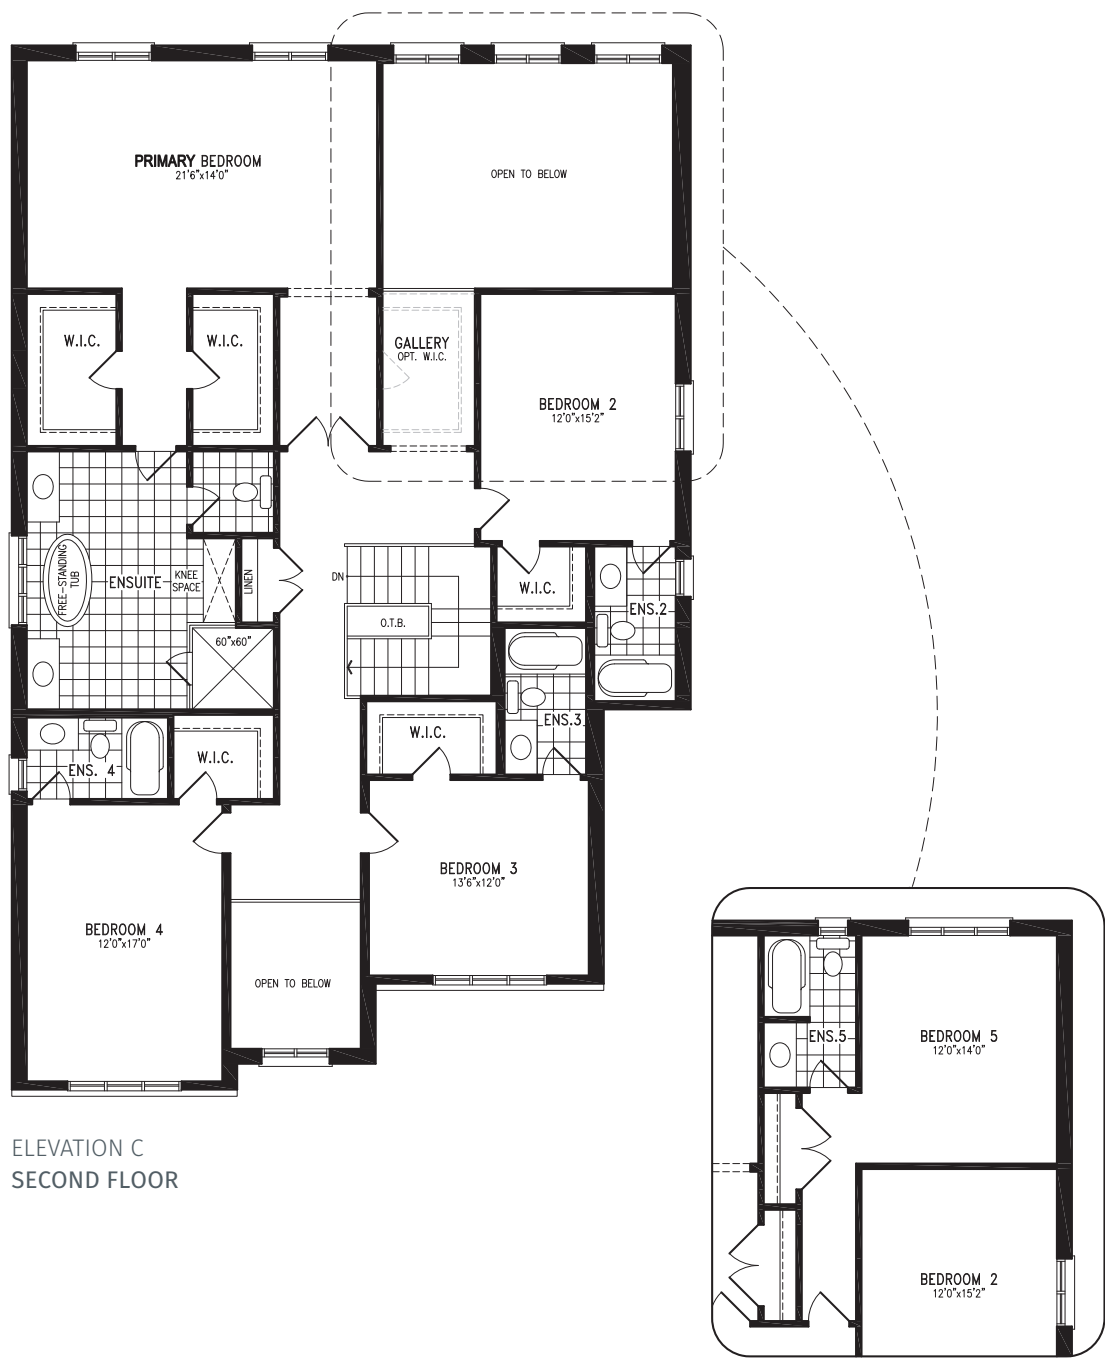 PRIMARY BEDROOM
21'6"x14'0"
OPEN TO BELOW
W.I.C.
W.I.C.
GALLERY
OPT. W.I.C.
BEDROOM 2
12'0"x15'2"
FREE-STANDING
TUB
ENSUITE
KNEE
SPACE
LINEN
DN
O.T.B.
W.I.C.
ENS.2
60"x60"
ENS.3
W.I.C.
W.I.C.
ENS. 4
BEDROOM 3
13'6"x12'0"
BEDROOM 4
12'0"x17'0"
OPEN TO BELOW
ENS.5
BEDROOM 5
12'0"x14'0"
BEDROOM 2
12'0"x15'2"
ELEVATION C
SECOND FLOOR